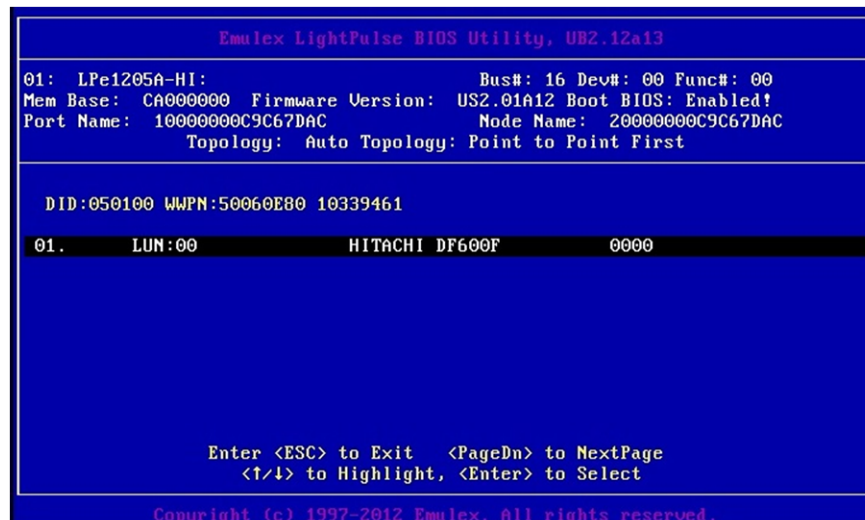 Emulex LightPulse BIOS Utility, UB2.12a13
01: LPe1205A-HI: Bus#: 16 Dev#: 00 Func#: 00
Mem Base: CA000000 Firmware Version: US2.01A12 Boot BIOS: Enabled!
Port Name: 10000000C9C67DAC Node Name: 20000000C9C67DAC
Topology: Auto Topology: Point to Point First
DID:050100 WWPN:50060E80 10339461
01. LUN:00 HITACHI DF600F 0000
Enter <ESC> to Exit <PageDn> to NextPage
<↑/↓> to Highlight, <Enter> to Select
Copyright (c) 1997-2012 Emulex. All rights reserved.